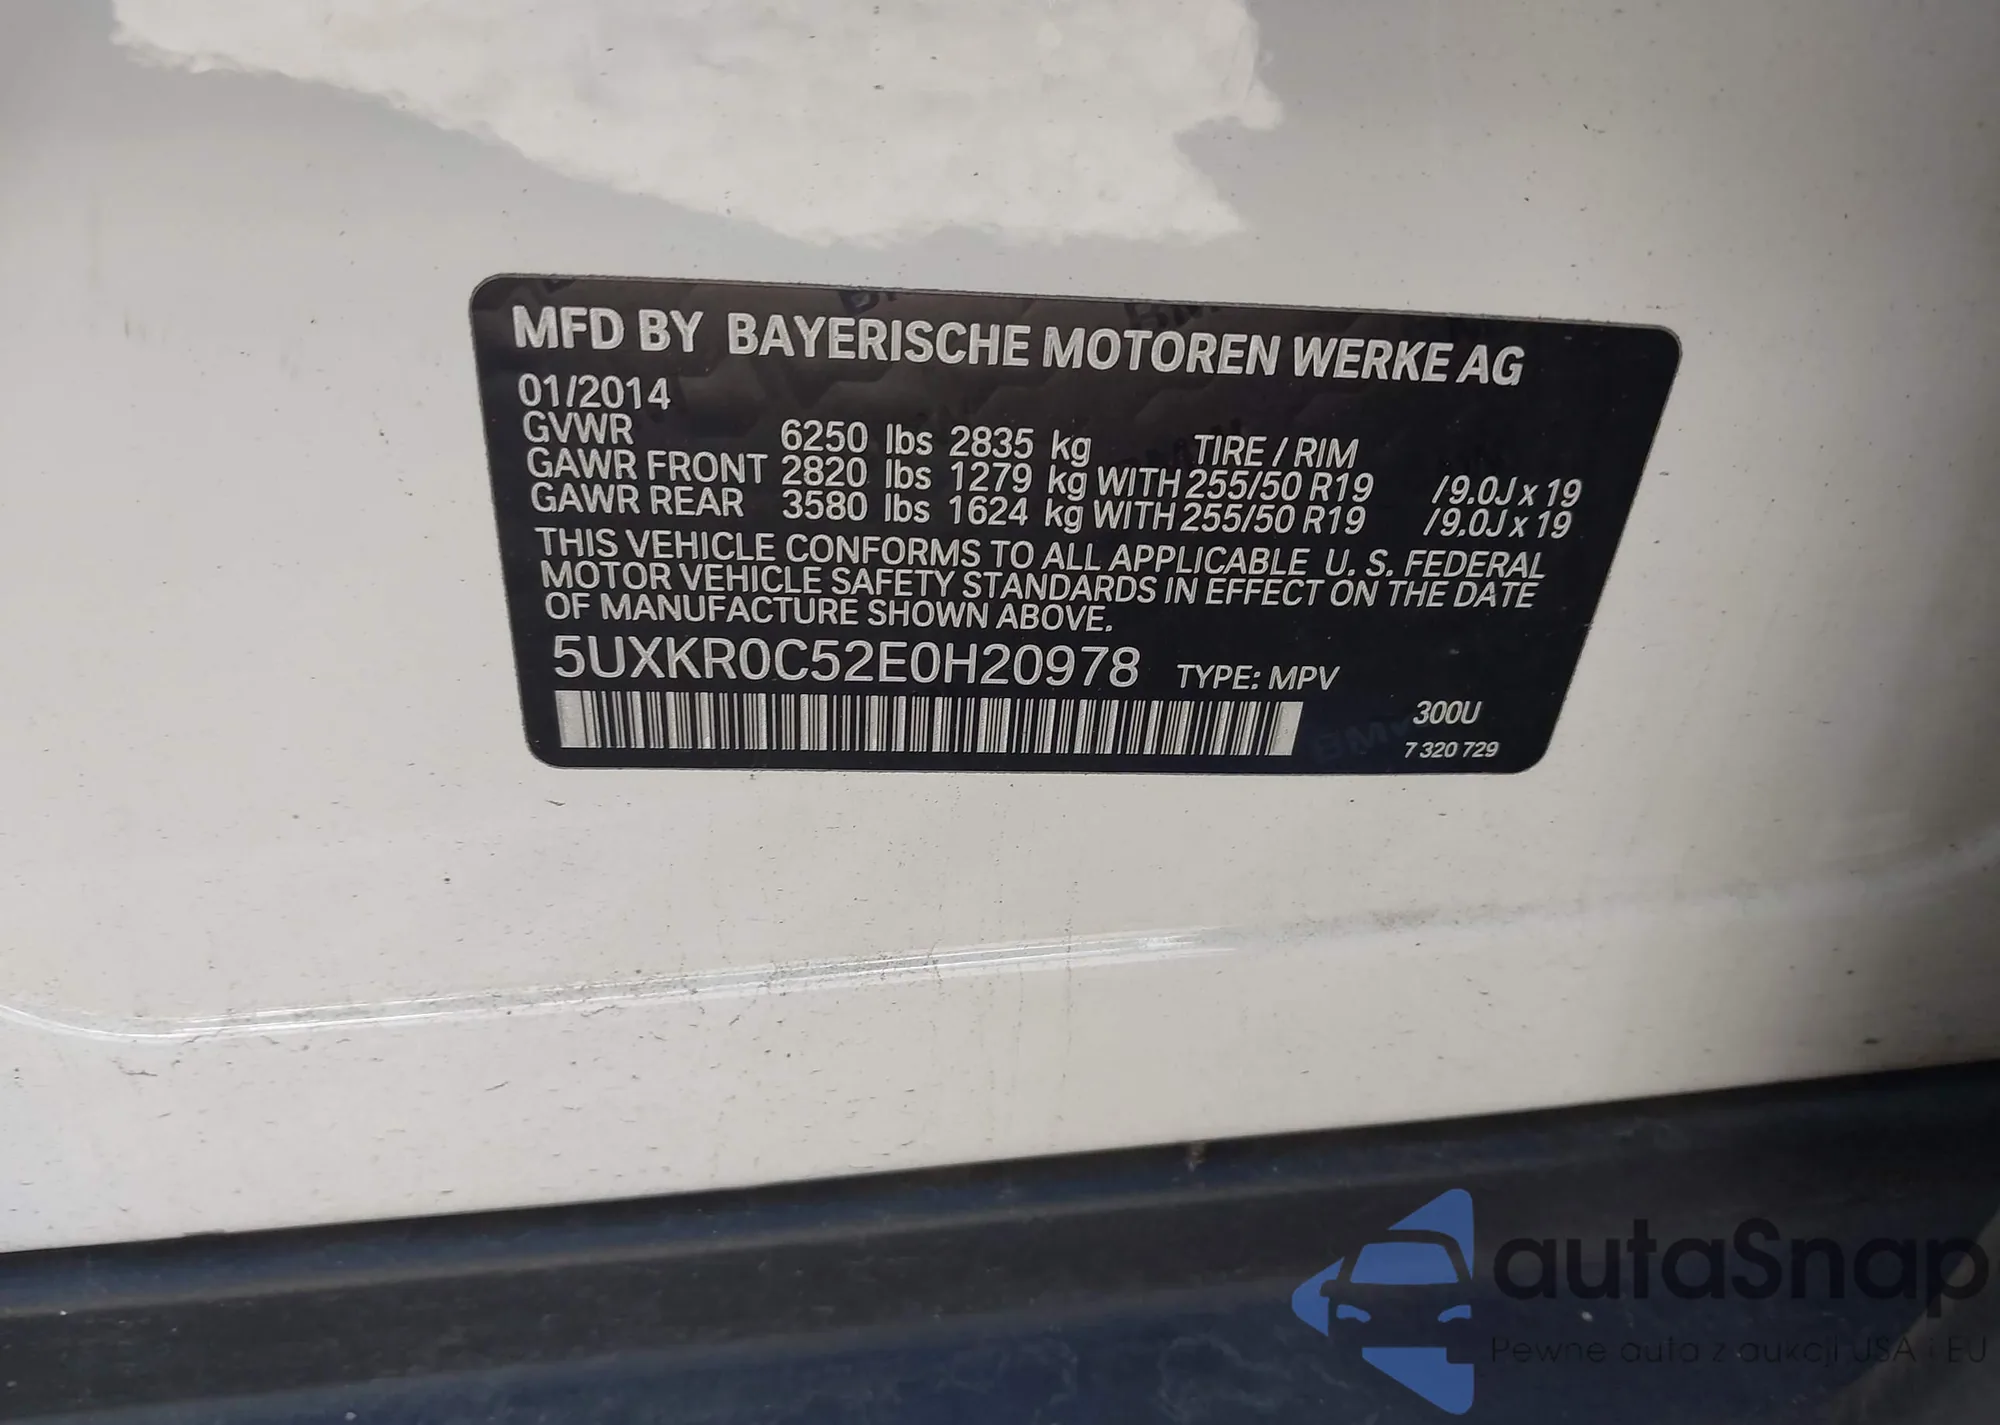 MFD BY BAYERISCHE MOTOREN WERKE AG
01/2014
GVWR 6250 lbs 2835 kg TIRE / RIM
GAWR FRONT 2820 lbs 1279 kg WITH 255/50 R19 /9.0J x 19
GAWR REAR 3580 lbs 1624 kg WITH 255/50 R19 /9.0J x 19
THIS VEHICLE CONFORMS TO ALL APPLICABLE U. S. FEDERAL
MOTOR VEHICLE SAFETY STANDARDS IN EFFECT ON THE DATE
OF MANUFACTURE SHOWN ABOVE.
5UXKR0C52E0H20978 TYPE: MPV
300U
7 320 729
autaSnap
Pewne auta z aukcji USA i EU